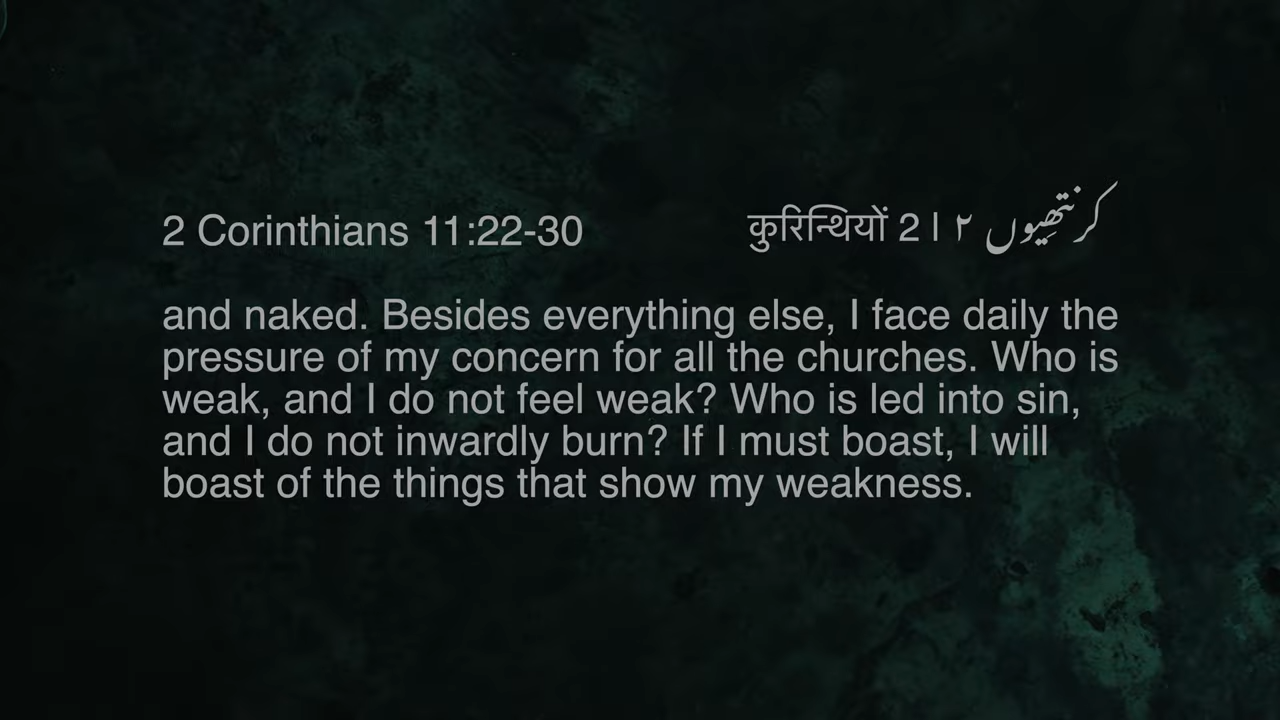 2 Corinthians 11:22-30
कुरिन्थियों 2 | کرنتھِیوں ۲
and naked. Besides everything else, I face daily the
pressure of my concern for all the churches. Who is
weak, and I do not feel weak? Who is led into sin,
and I do not inwardly burn? If I must boast, I will
boast of the things that show my weakness.